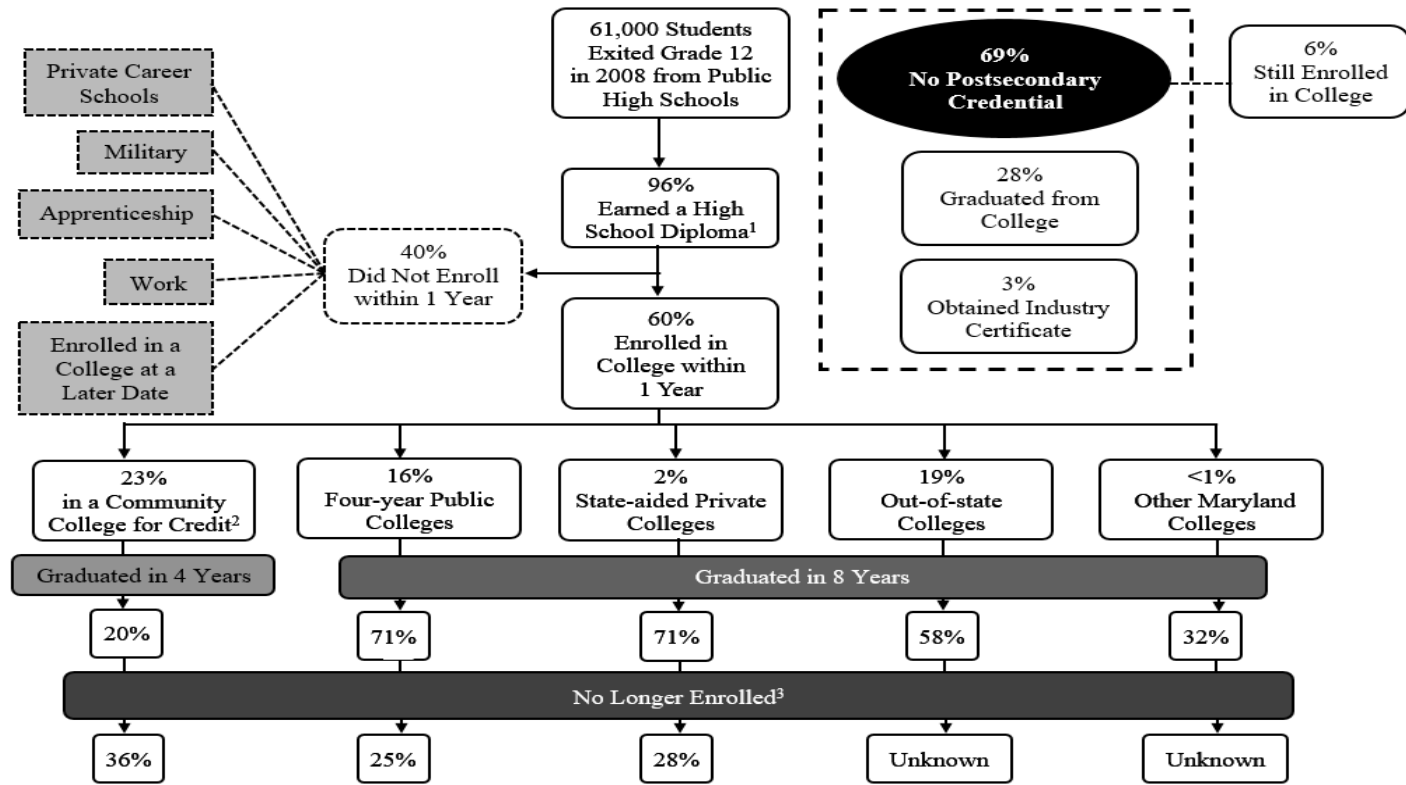 61,000 Students
Exited Grade 12
in 2008 from Public
High Schools
69%
No Postsecondary
Credential
6%
Still Enrolled
in College
Private Career
Schools
Military
Apprenticeship
Work
Enrolled in a
College at a
Later Date
96%
Earned a High
School Diploma¹
28%
Graduated from
College
40%
Did Not Enroll
within 1 Year
3%
Obtained Industry
Certificate
60%
Enrolled in
College within
1 Year
23%
in a Community
College for Credit²
16%
Four-year Public
Colleges
2%
State-aided Private
Colleges
19%
Out-of-state
Colleges
<1%
Other Maryland
Colleges
Graduated in 4 Years
Graduated in 8 Years
20%
71%
71%
58%
32%
No Longer Enrolled³
36%
25%
28%
Unknown
Unknown